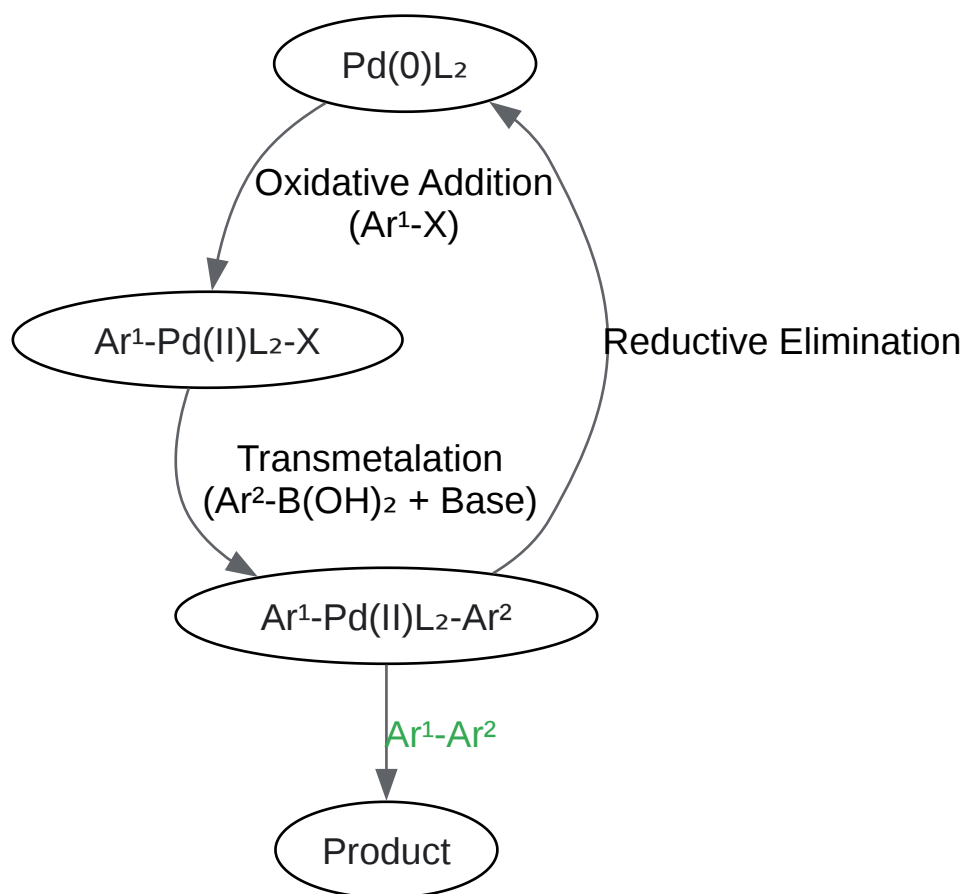 Pd(0)L₂
Oxidative Addition
(Ar¹-X)
Ar¹-Pd(II)L₂-X
Reductive Elimination
Transmetalation
(Ar²-B(OH)₂ + Base)
Ar¹-Pd(II)L₂-Ar²
Ar¹-Ar²
Product